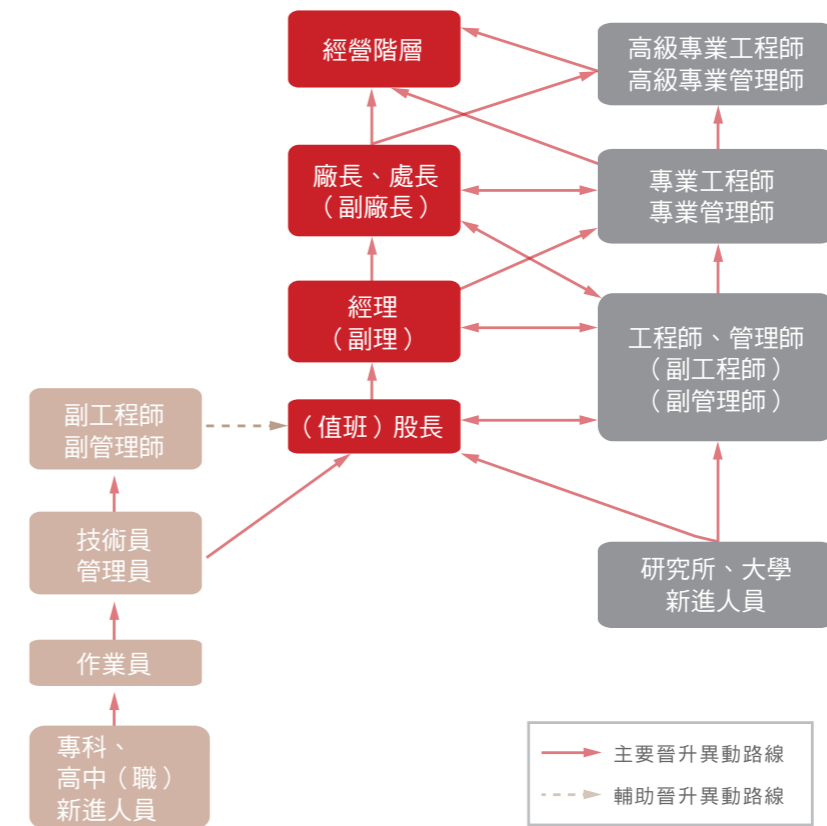 經營階層
高級專業工程師
高級專業管理師
廠長、處長
（副廠長）
專業工程師
專業管理師
經理
（副理）
工程師、管理師
（副工程師）
（副管理師）
副工程師
副管理師
（值班）股長
技術員
管理員
研究所、大學
新進人員
作業員
專科、
高中（職）
新進人員
主要晉升異動路線
輔助晉升異動路線